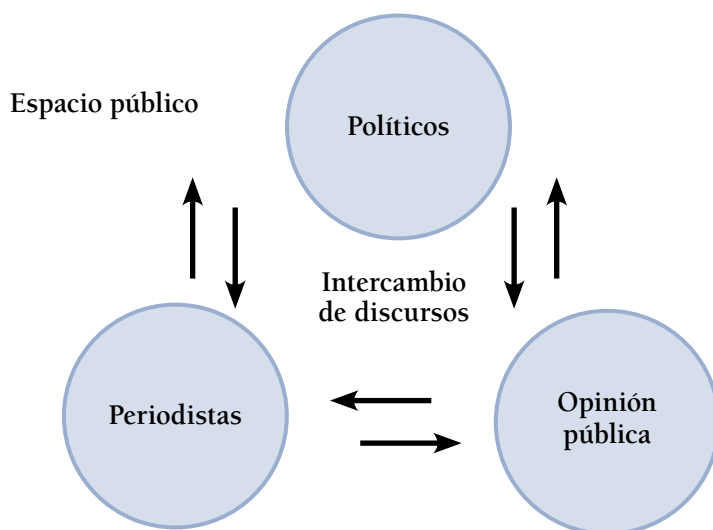 Espacio público
Políticos
Intercambio
de discursos
Periodistas
Opinión
pública